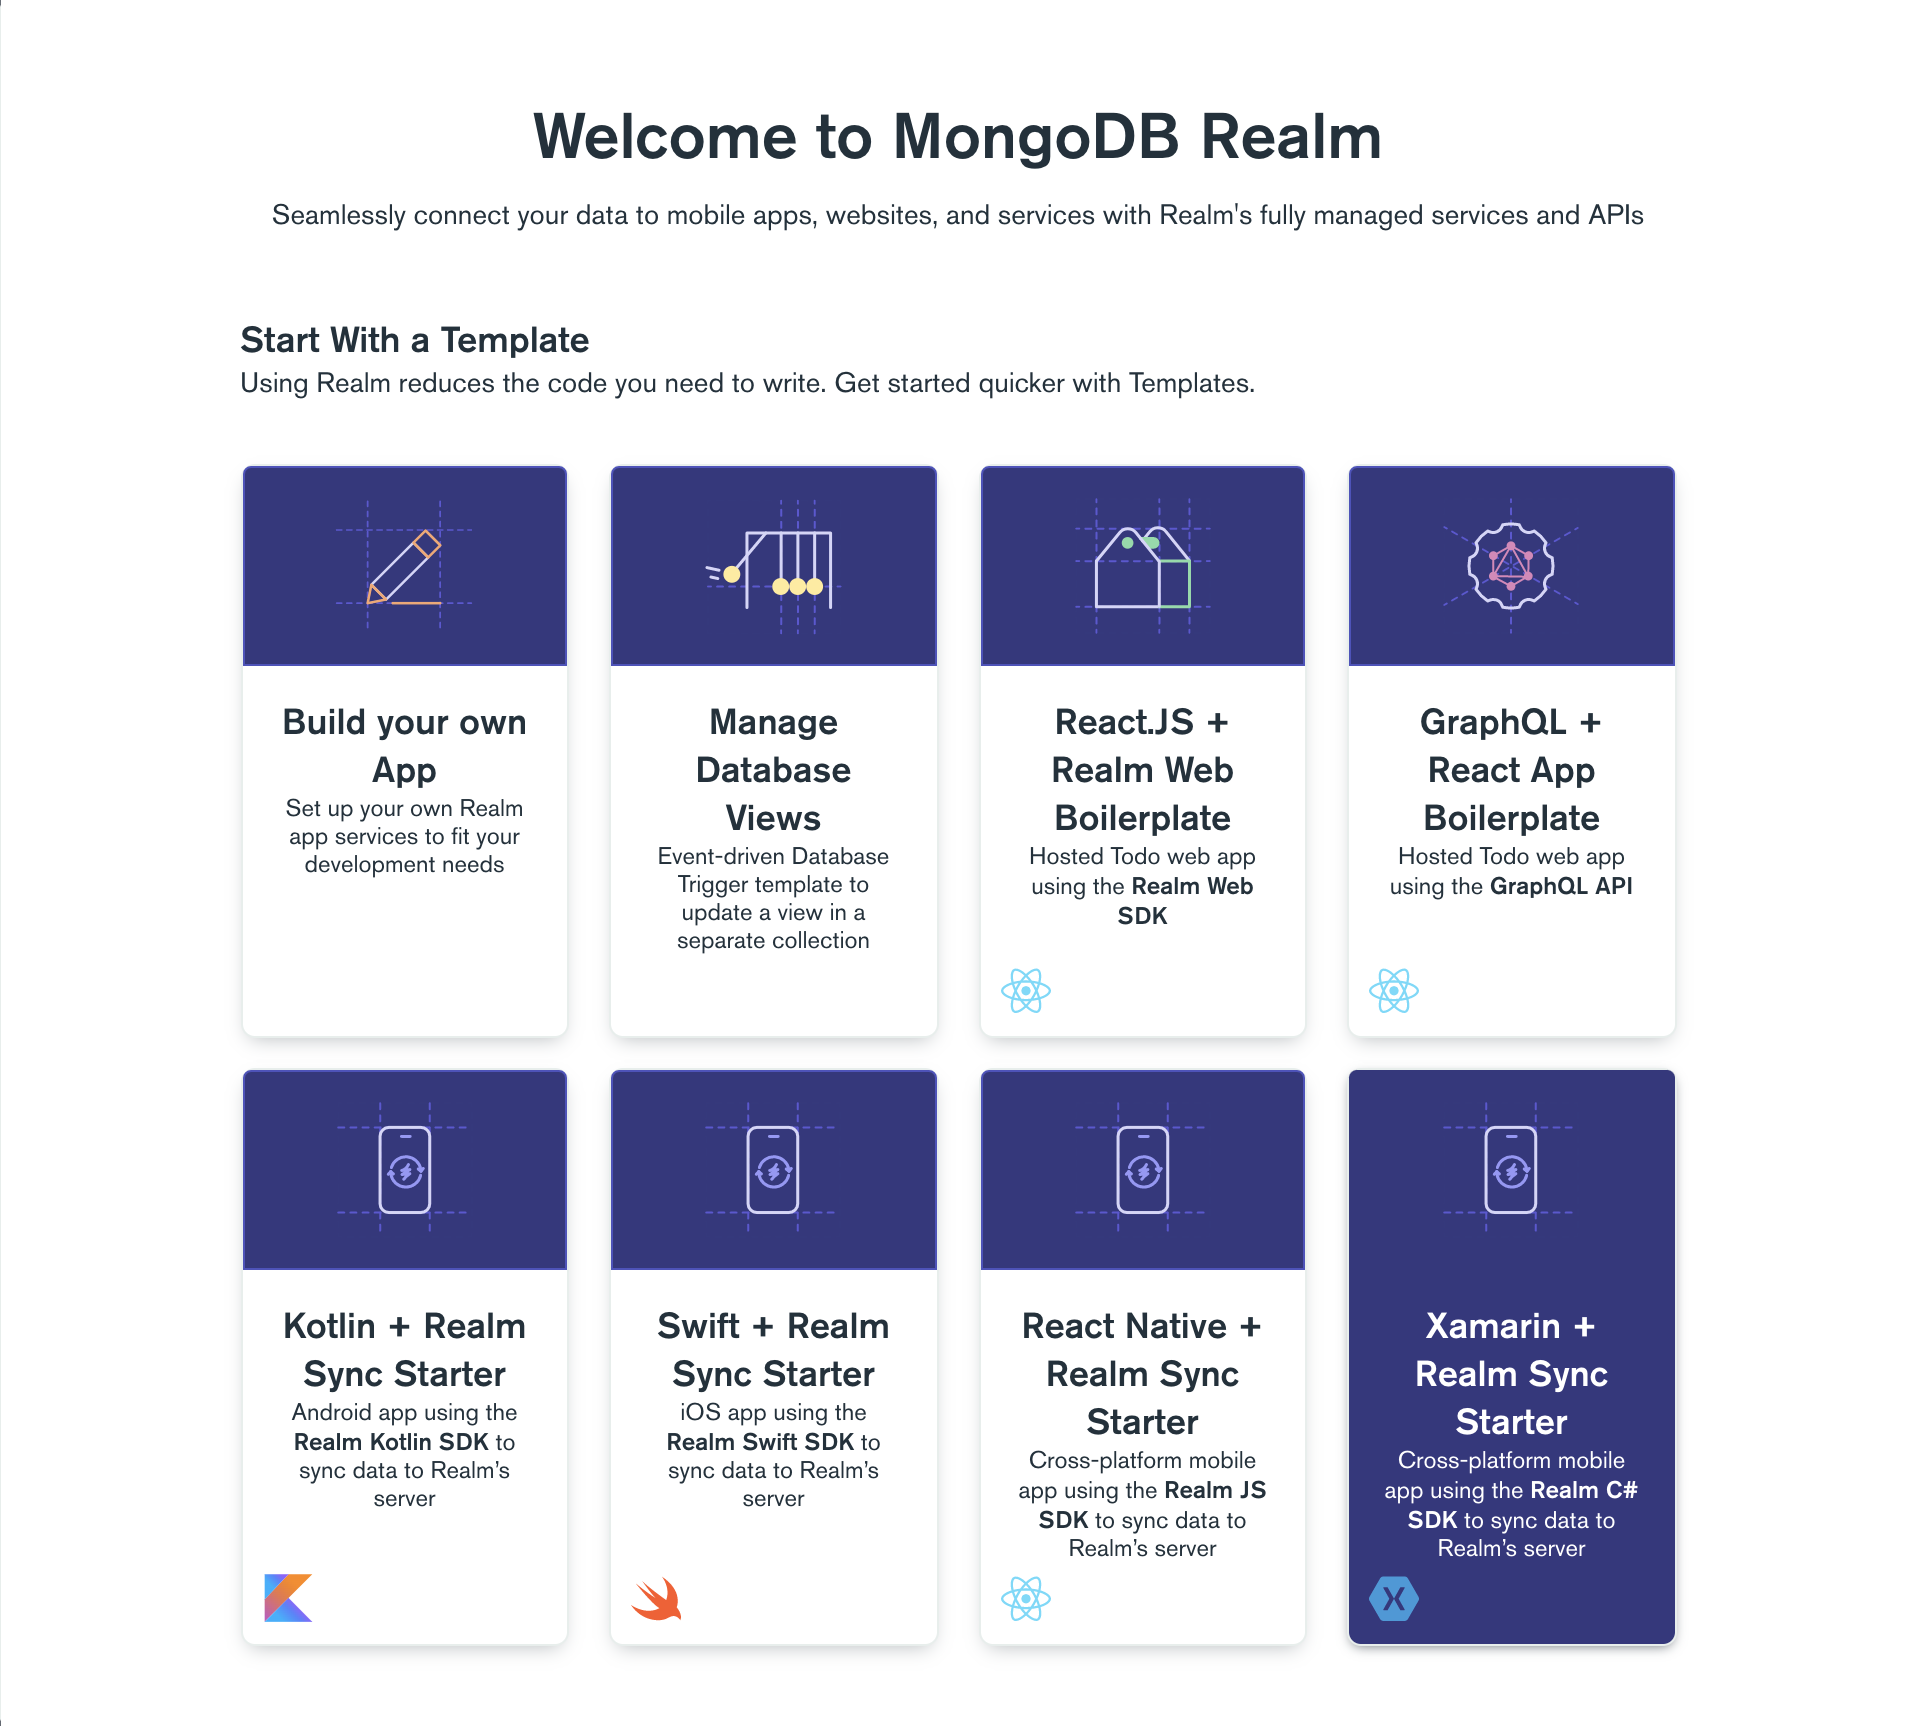 Welcome to MongoDB Realm
Seamlessly connect your data to mobile apps, websites, and services with Realm's fully managed services and APIs
Start With a Template
Using Realm reduces the code you need to write. Get started quicker with Templates.
Build your own
App
Set up your own Realm
app services to fit your
development needs
Manage
Database
Views
Event-driven Database
Trigger template to
update a view in a
separate collection
React.JS +
Realm Web
Boilerplate
Hosted Todo web app
using the Realm Web
SDK
GraphQL +
React App
Boilerplate
Hosted Todo web app
using the GraphQL API
Kotlin + Realm
Sync Starter
Android app using the
Realm Kotlin SDK to
sync data to Realm’s
server
Swift + Realm
Sync Starter
iOS app using the
Realm Swift SDK to
sync data to Realm’s
server
React Native +
Realm Sync
Starter
Cross-platform mobile
app using the Realm JS
SDK to sync data to
Realm’s server
Xamarin +
Realm Sync
Starter
Cross-platform mobile
app using the Realm C#
SDK to sync data to
Realm’s server